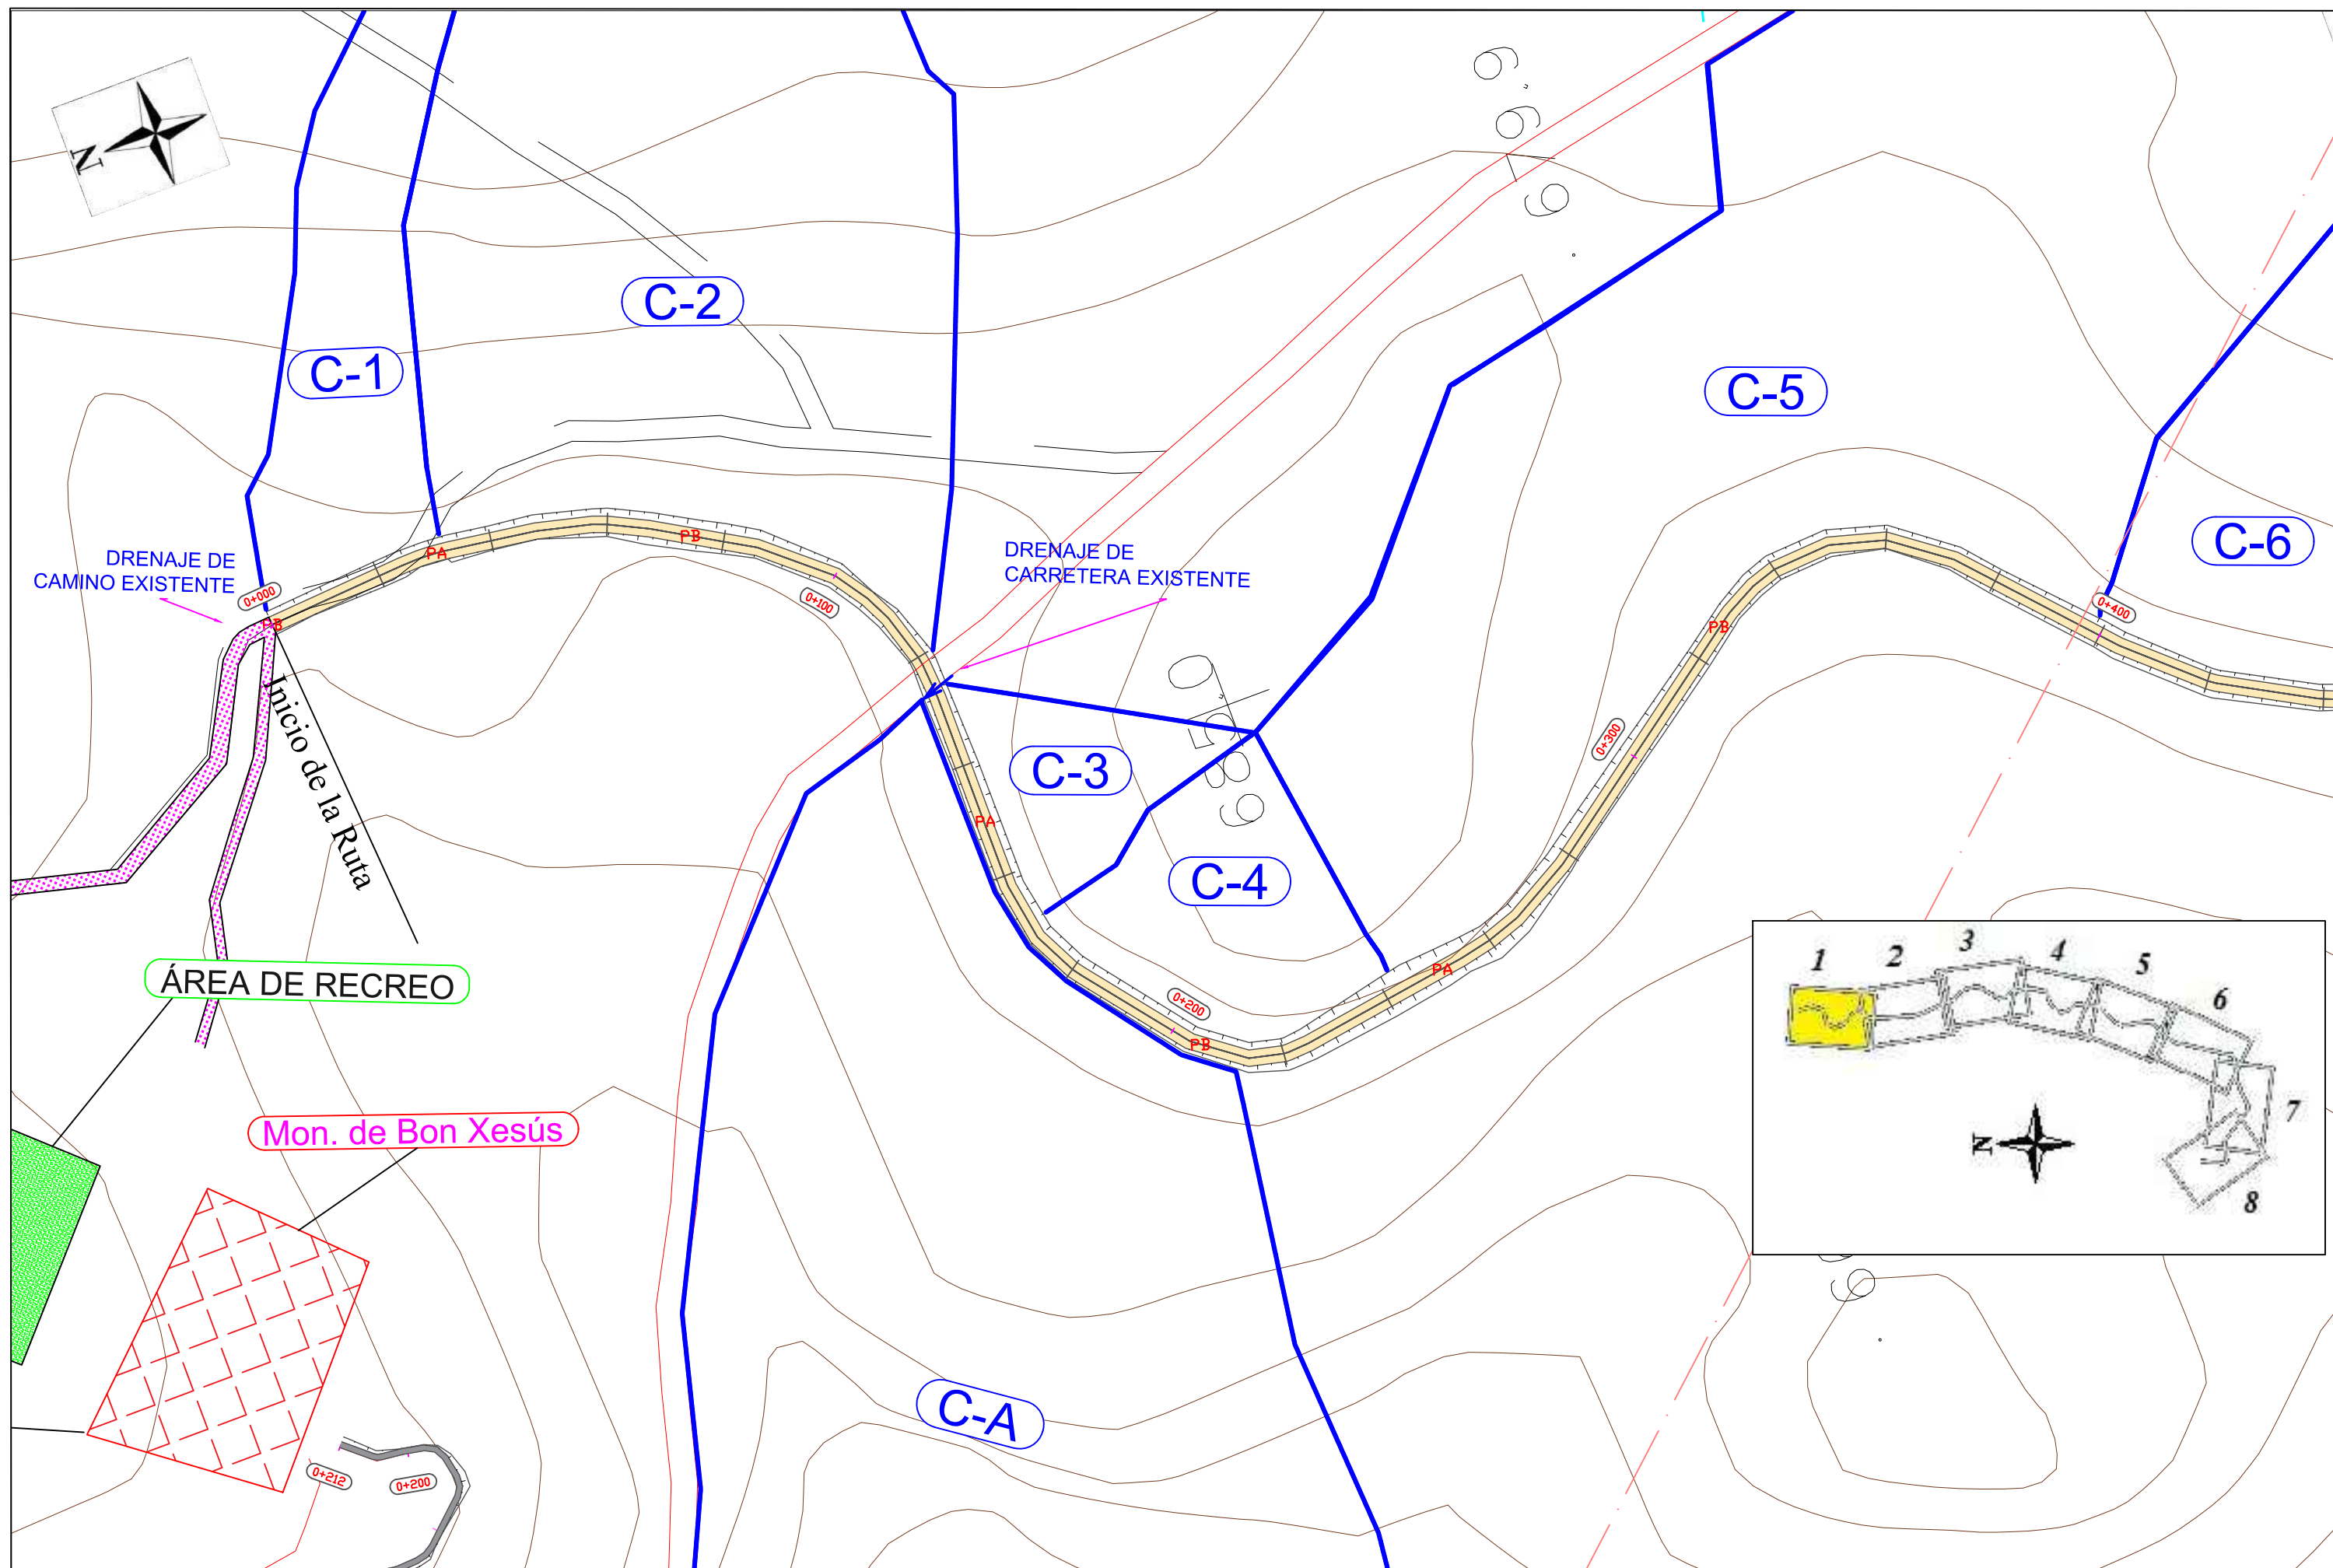 N
C-2
C-1
C-5
C-6
DRENAJE DE
CAMINO EXISTENTE
DRENAJE DE
CARRETERA EXISTENTE
0+000
PB
PA
PB
0+100
0+400
PB
0+300
Inicio de la Ruta
C-3
PA
C-4
PA
0+200
PB
ÁREA DE RECREO
Mon. de Bon Xesús
1
2
3
4
5
6
7
8
N
C-A
0+212
0+200